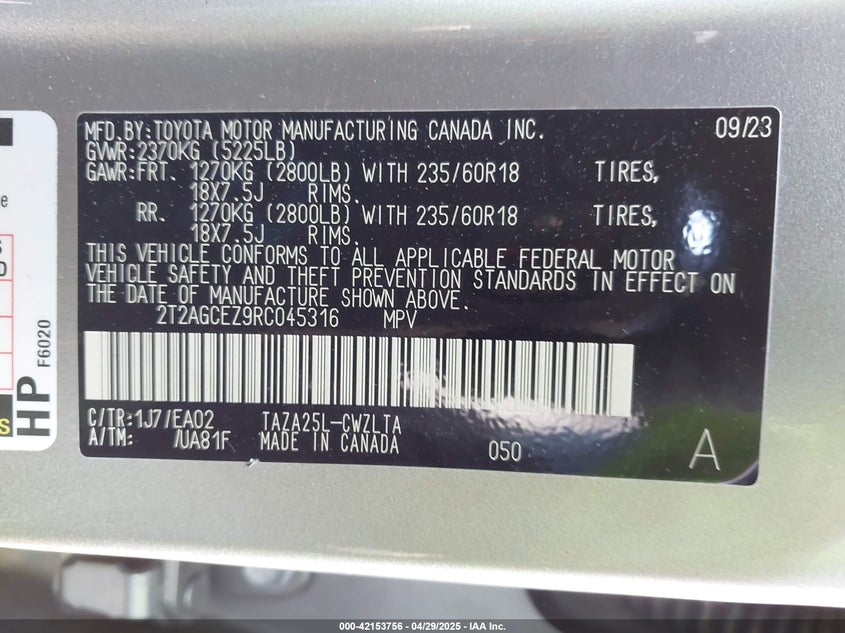 MFD.BY:TOYOTA MOTOR MANUFACTURING CANADA INC. 09/23
GVWR:2370KG (5225LB)
GAWR:FRT. 1270KG (2800LB) WITH 235/60R18 TIRES,
18X7.5J RIMS.
RR. 1270KG (2800LB) WITH 235/60R18 TIRES,
18X7.5J RIMS.
THIS VEHICLE CONFORMS TO ALL APPLICABLE FEDERAL MOTOR
VEHICLE SAFETY AND THEFT PREVENTION STANDARDS IN EFFECT ON
THE DATE OF MANUFACTURE SHOWN ABOVE.
2T2AGCEZ9RC045316 MPV
C/TR:1J7/EA02 TAZA25L-CWZLTA
A/TM: /UA81F MADE IN CANADA 050 A
HP F6020
000-42153756 - 04/29/2025 - IAA Inc.